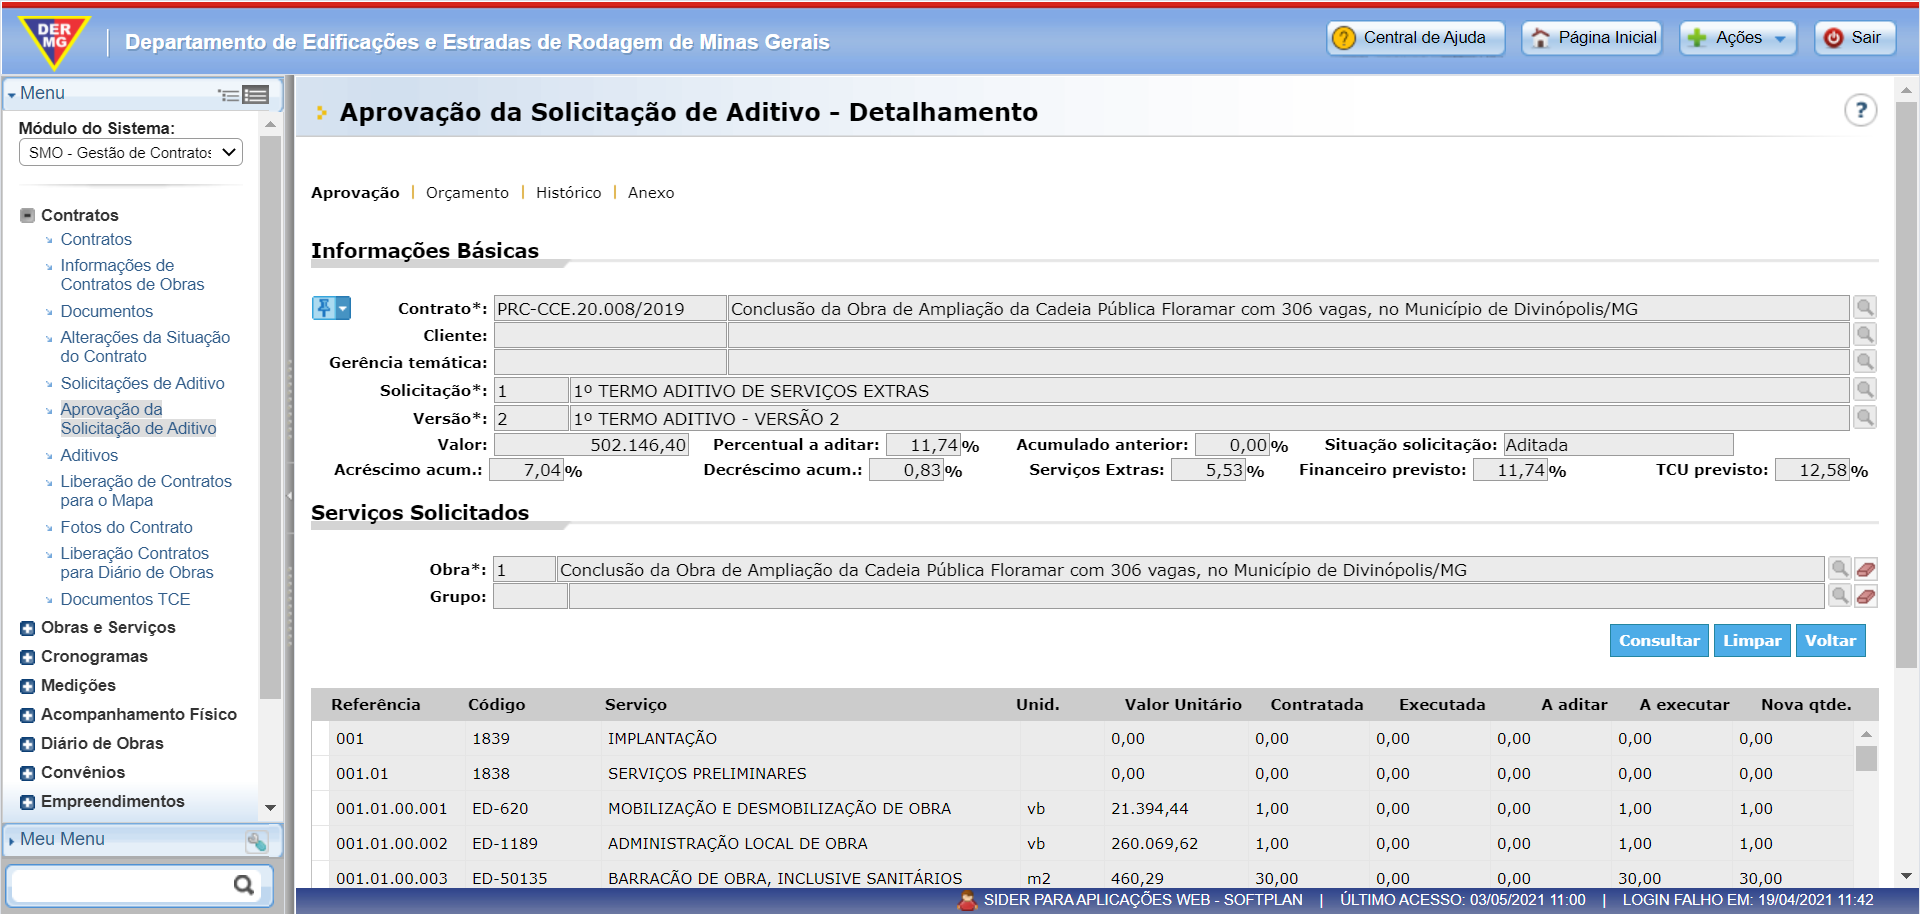 DER
MG
Departamento de Edificações e Estradas de Rodagem de Minas Gerais
Central de Ajuda
Página Inicial
Ações
Sair
Menu
Módulo do Sistema:
SMO - Gestão de Contratos
Contratos
Contratos
Informações de
Contratos de Obras
Documentos
Alterações da Situação
do Contrato
Solicitações de Aditivo
Aprovação da
Solicitação de Aditivo
Aditivos
Liberação de Contratos
para o Mapa
Fotos do Contrato
Liberação Contratos
para Diário de Obras
Documentos TCE
Obras e Serviços
Cronogramas
Medições
Acompanhamento Físico
Diário de Obras
Convênios
Empreendimentos
Meu Menu
Aprovação da Solicitação de Aditivo - Detalhamento
?
Aprovação | Orçamento | Histórico | Anexo
Informações Básicas
Contrato*: PRC-CCE.20.008/2019 Conclusão da Obra de Ampliação da Cadeia Pública Floramar com 306 vagas, no Município de Divinópolis/MG
Cliente:
Gerência temática:
Solicitação*: 1 1º TERMO ADITIVO DE SERVIÇOS EXTRAS
Versão*: 2 1º TERMO ADITIVO - VERSÃO 2
Valor: 502.146,40 Percentual a aditar: 11,74% Acumulado anterior: 0,00% Situação solicitação: Aditada
Acréscimo acum.: 7,04% Decréscimo acum.: 0,83% Serviços Extras: 5,53% Financeiro previsto: 11,74% TCU previsto: 12,58%
Serviços Solicitados
Obra*: 1 Conclusão da Obra de Ampliação da Cadeia Pública Floramar com 306 vagas, no Município de Divinópolis/MG
Grupo:
Consultar Limpar Voltar
Referência Código Serviço Unid. Valor Unitário Contratada Executada A aditar A executar Nova qtde.
001 1839 IMPLANTAÇÃO 0,00 0,00 0,00 0,00 0,00 0,00
001.01 1838 SERVIÇOS PRELIMINARES 0,00 0,00 0,00 0,00 0,00 0,00
001.01.00.001 ED-620 MOBILIZAÇÃO E DESMOBILIZAÇÃO DE OBRA vb 21.394,44 1,00 0,00 0,00 1,00 1,00
001.01.00.002 ED-1189 ADMINISTRAÇÃO LOCAL DE OBRA vb 260.069,62 1,00 0,00 0,00 1,00 1,00
001.01.00.003 ED-50135 BARRACÃO DE OBRA, INCLUSIVE SANITÁRIOS m2 460,29 30,00 0,00 0,00 30,00 30,00
SIDER PARA APLICAÇÕES WEB - SOFTPLAN | ÚLTIMO ACESSO: 03/05/2021 11:00 | LOGIN FALHO EM: 19/04/2021 11:42